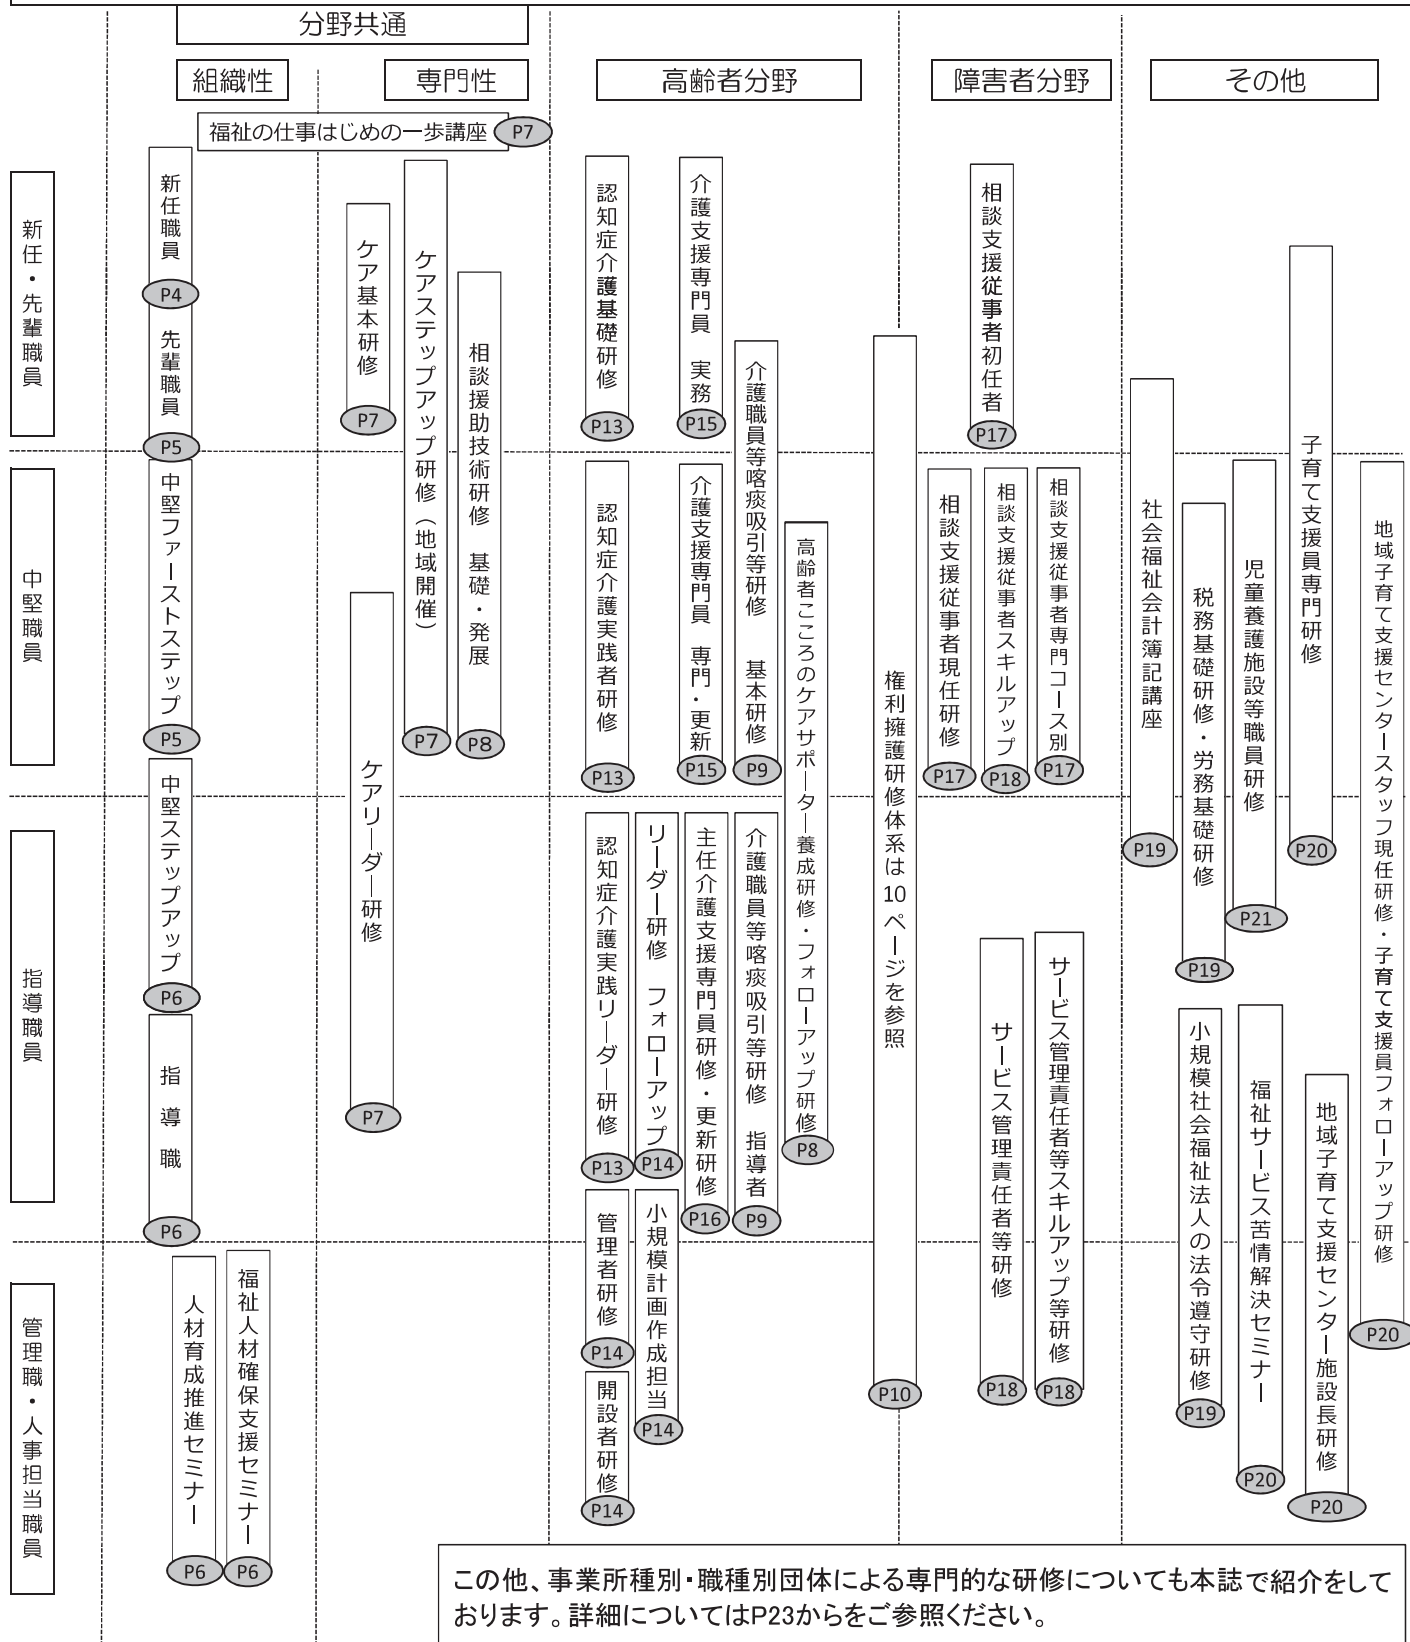 分野共通
組織性
専門性
高齢者分野
障害者分野
その他
福祉の仕事はじめの一歩講座 P7
新任・先輩職員
中堅職員
指導職員
管理職・人事担当職員
新任職員
P4
先輩職員
P5
中堅ファーストステップ
P5
中堅ステップアップ
P6
指導職
P6
人材育成推進セミナー
P6
福祉人材確保支援セミナー
P6
ケア基本研修
P7
ケアリーダー研修
P7
ケアステップアップ研修（地域開催）
P7
相談援助技術研修 基礎・発展
P8
認知症介護基礎研修
P13
認知症介護実践者研修
P13
認知症介護実践リーダー研修
P13
管理者研修
P14
開設者研修
P14
リーダー研修 フォローアップ
P14
小規模計画作成担当
P14
介護支援専門員 実務
P15
介護支援専門員 専門・更新
P15
主任介護支援専門員研修・更新研修
P16
介護職員等喀痰吸引等研修 基本研修
P9
介護職員等喀痰吸引等研修 指導者
P9
高齢者こころのケアサポーター養成研修・フォローアップ研修
P8
権利擁護研修体系は10ページを参照
P10
相談支援従事者初任者
P17
相談支援従事者現任研修
P17
相談支援従事者スキルアップ
P18
相談支援従事者専門コース別
P17
サービス管理責任者等研修
P18
サービス管理責任者等スキルアップ等研修
P18
社会福祉会計簿記講座
P19
税務基礎研修・労務基礎研修
P19
児童養護施設等職員研修
P21
子育て支援員専門研修
P20
地域子育て支援センタースタッフ現任研修・子育て支援員フォローアップ研修
P20
小規模社会福祉法人の法令遵守研修
P19
福祉サービス苦情解決セミナー
P20
地域子育て支援センター施設長研修
P20
この他、事業所種別・職種別団体による専門的な研修についても本誌で紹介をして
おります。詳細についてはP23からをご参照ください。